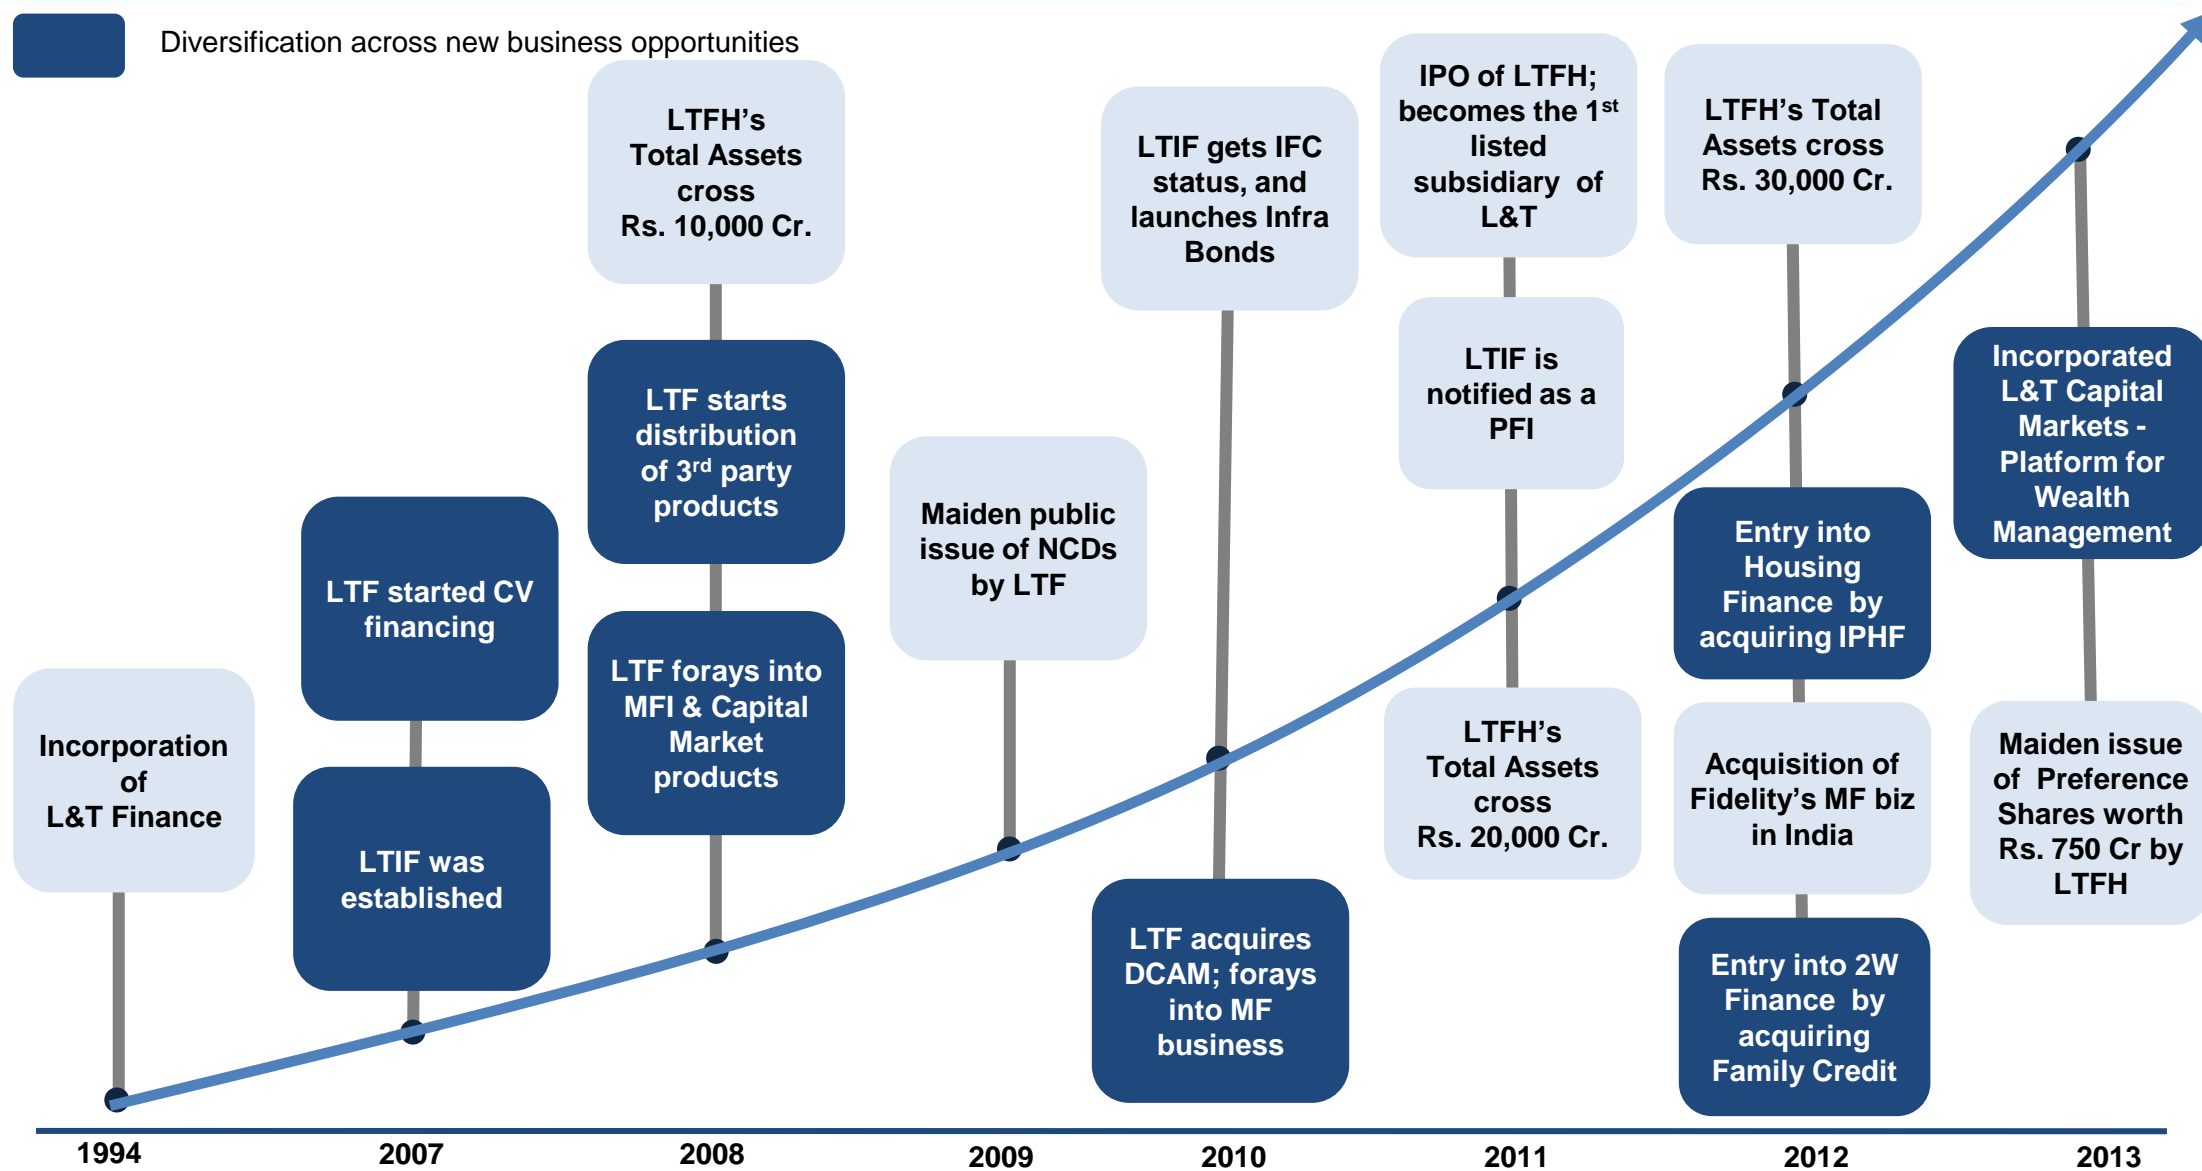 Diversification across new business opportunities
Incorporation
of
L&T Finance
LTF started CV
financing
LTIF was
established
LTFH’s
Total Assets
cross
Rs. 10,000 Cr.
LTF starts
distribution
of 3rd party
products
LTF forays into
MFI & Capital
Market
products
Maiden public
issue of NCDs
by LTF
LTIF gets IFC
status, and
launches Infra
Bonds
LTF acquires
DCAM; forays
into MF
business
IPO of LTFH;
becomes the 1st
listed
subsidiary of
L&T
LTIF is
notified as a
PFI
LTFH’s
Total Assets
cross
Rs. 20,000 Cr.
LTFH’s Total
Assets cross
Rs. 30,000 Cr.
Entry into
Housing
Finance by
acquiring IPHF
Acquisition of
Fidelity’s MF biz
in India
Entry into 2W
Finance by
acquiring
Family Credit
Incorporated
L&T Capital
Markets -
Platform for
Wealth
Management
Maiden issue
of Preference
Shares worth
Rs. 750 Cr by
LTFH
1994
2007
2008
2009
2010
2011
2012
2013